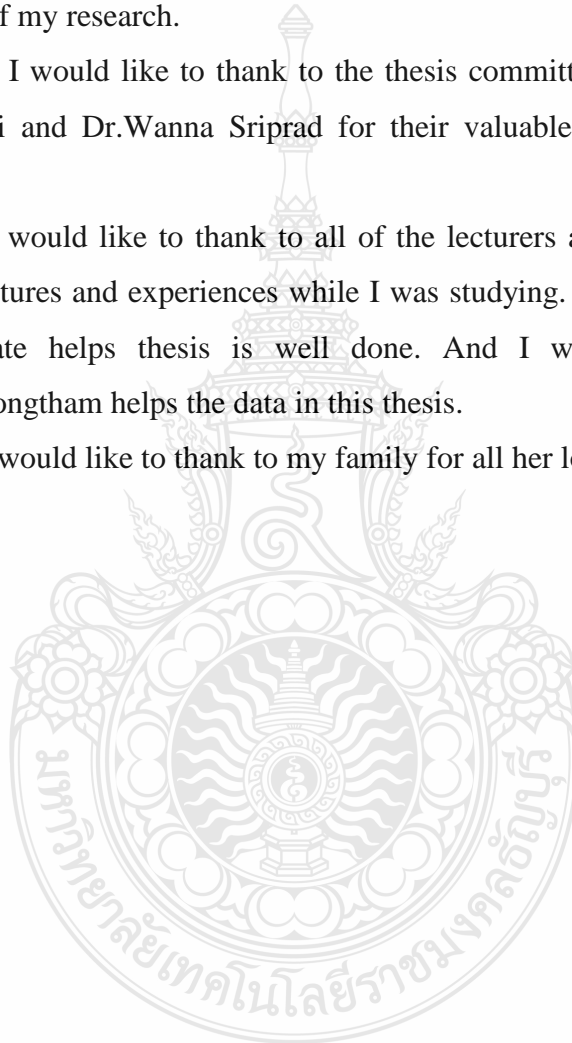 f my research.
I would like to thank to the thesis committ
i and Dr.Wanna Sriprad for their valuable
would like to thank to all of the lecturers a
tures and experiences while I was studying.
ate helps thesis is well done. And I w
ongtham helps the data in this thesis.
would like to thank to my family for all her lo
มหาวิทยาลัยเทคโนโลยีราชมงคลธัญบุรี